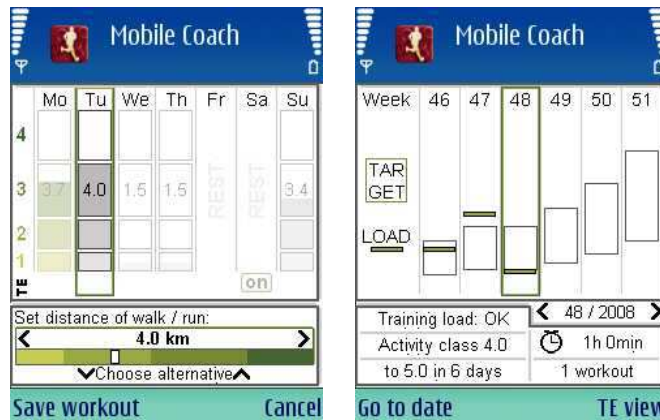 Mobile Coach
Mo Tu We Th Fr Sa Su
4
3 3.7 4.0 1.5 1.5 REST REST 3.4
2
1
TE
on
Set distance of walk / run:
4.0 km
Choose alternative
Save workout Cancel
Mobile Coach
Week 46 47 48 49 50 51
TAR
GET
LOAD
Training load: OK 48 / 2008
Activity class 4.0 1h 0min
to 5.0 in 6 days 1 workout
Go to date TE view